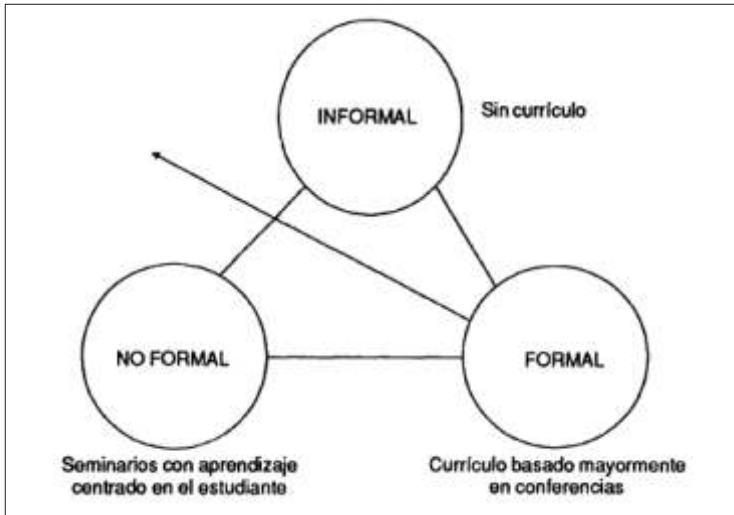 INFORMAL
Sin currículo
NO FORMAL
FORMAL
Seminarios con aprendizaje
centrado en el estudiante
Currículo basado mayormente
en conferencias